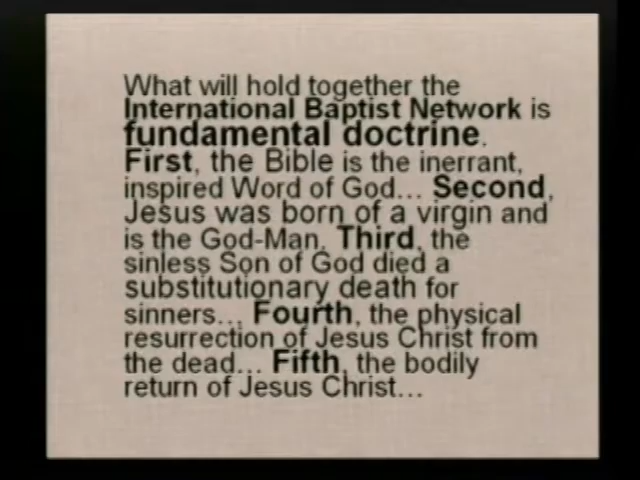 What will hold together the
International Baptist Network is
fundamental doctrine.
First, the Bible is the inerrant,
inspired Word of God... Second,
Jesus was born of a virgin and
is the God-Man. Third, the
sinless Son of God died a
substitutionary death for
sinners... Fourth, the physical
resurrection of Jesus Christ from
the dead... Fifth, the bodily
return of Jesus Christ...